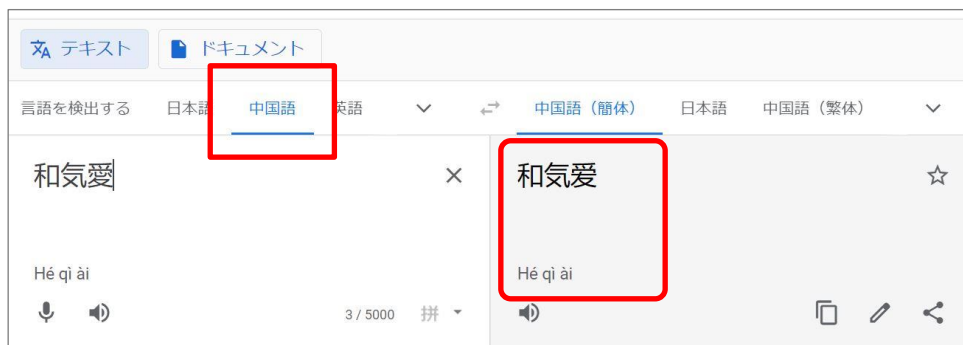 テキスト ドキュメント
言語を検出する 日本語 中国語 英語 中国語（簡体） 日本語 中国語（繁体）
和気愛 和気爱
Hé qì ài Hé qì ài
3 / 5000 拼